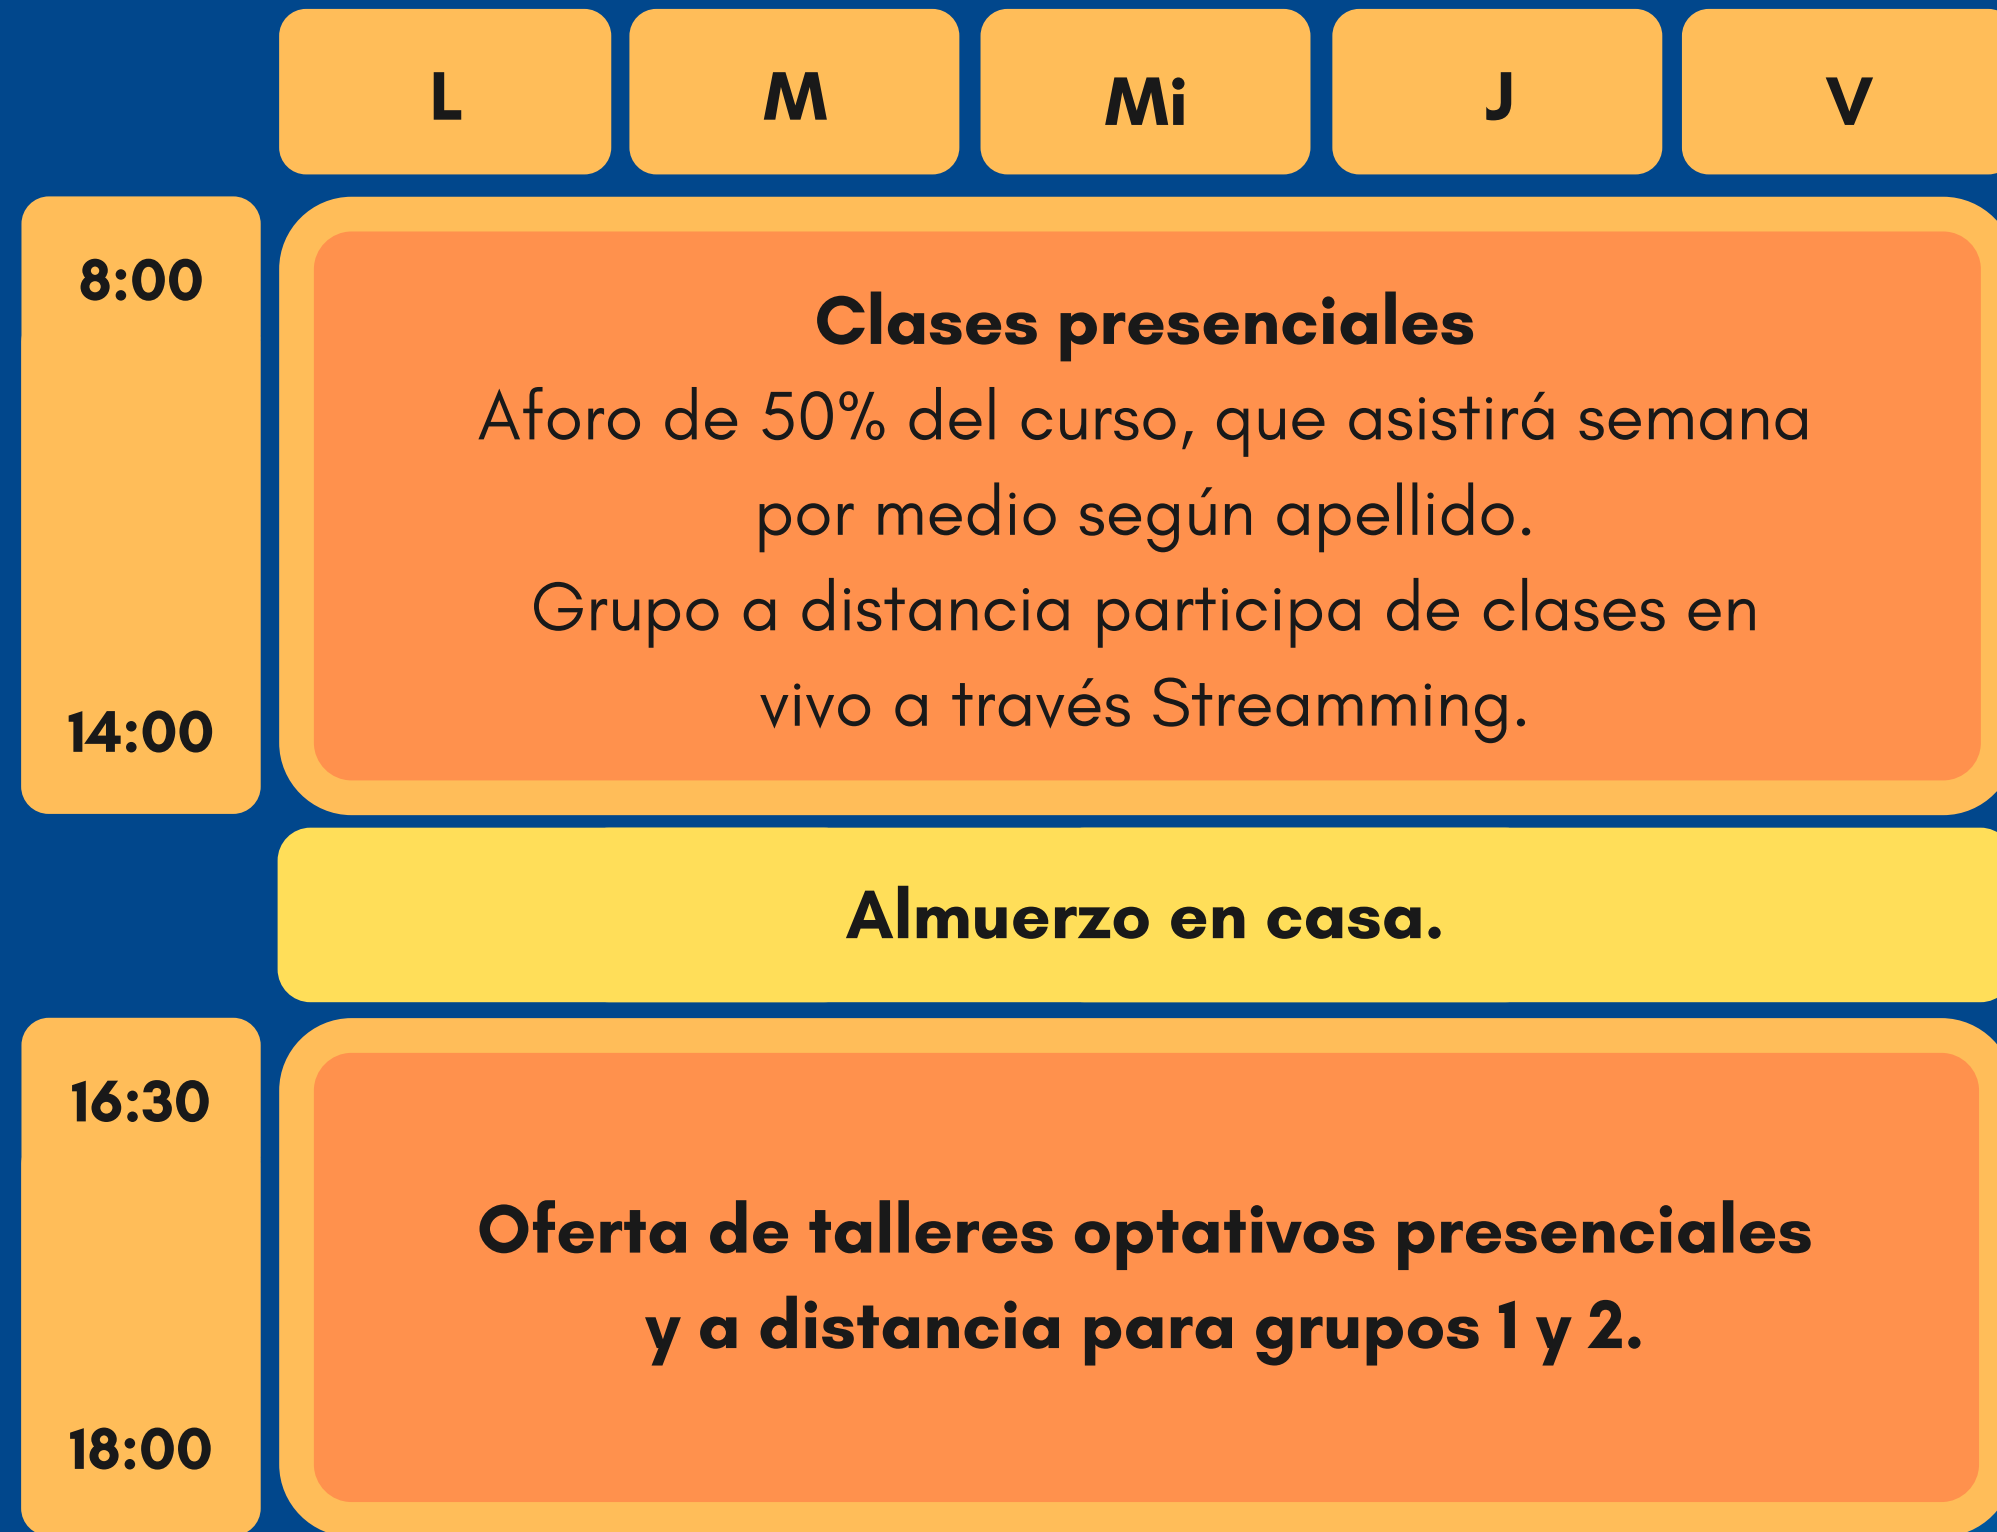 L M Mi J V
8:00
Clases presenciales
Aforo de 50% del curso, que asistirá semana
por medio según apellido.
Grupo a distancia participa de clases en
vivo a través Streamming.
14:00
Almuerzo en casa.
16:30
Oferta de talleres optativos presenciales
y a distancia para grupos 1 y 2.
18:00